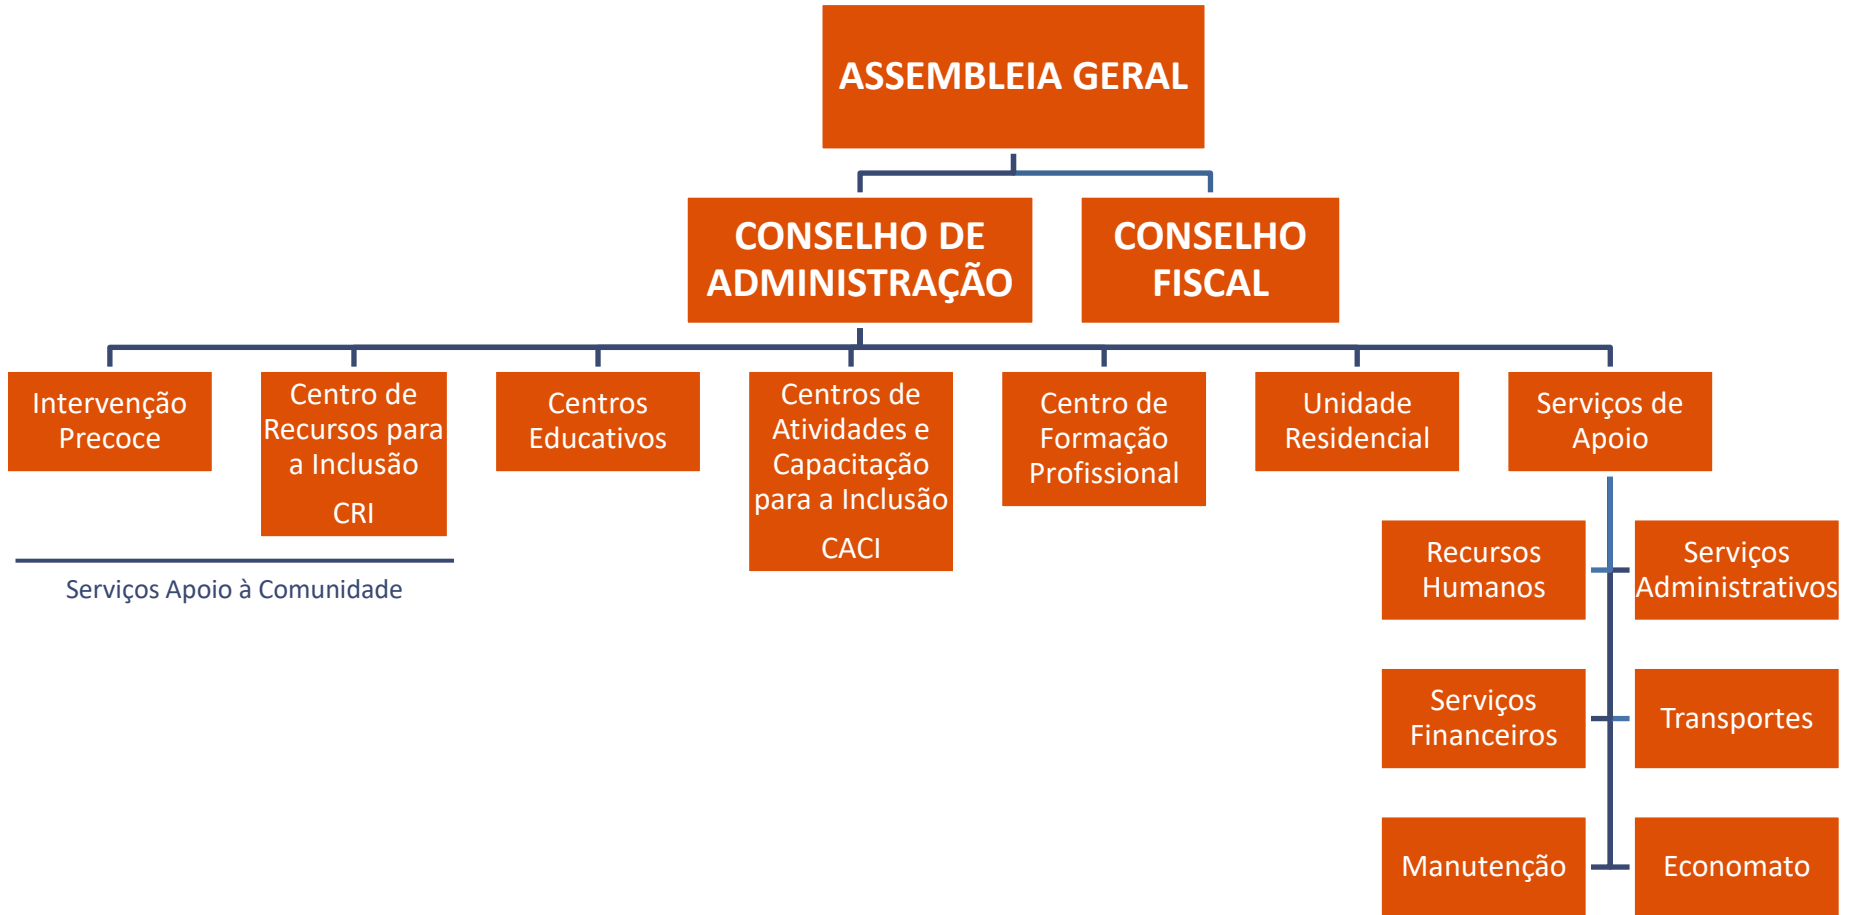 ASSEMBLEIA GERAL
CONSELHO DE
ADMINISTRAÇÃO
CONSELHO
FISCAL
Intervenção
Precoce
Centro de
Recursos para
a Inclusão
CRI
Centros
Educativos
Centros de
Atividades e
Capacitação
para a Inclusão
CACI
Centro de
Formação
Profissional
Unidade
Residencial
Serviços de
Apoio
Serviços Apoio à Comunidade
Recursos
Humanos
Serviços
Administrativos
Serviços
Financeiros
Transportes
Manutenção
Economato